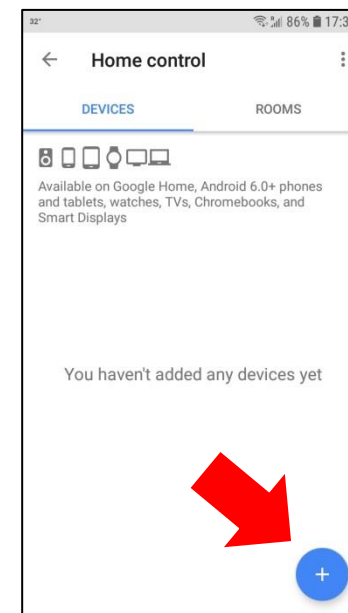 32°
86% 17:3
Home control
DEVICES ROOMS
Available on Google Home, Android 6.0+ phones
and tablets, watches, TVs, Chromebooks, and
Smart Displays
You haven't added any devices yet
+